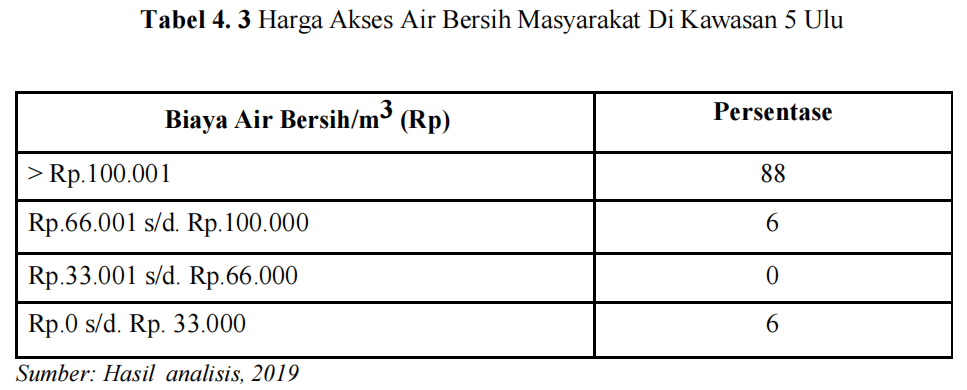 Tabel 4. 3 Harga Akses Air Bersih Masyarakat Di Kawasan 5 Ulu
Biaya Air Bersih/m³ (Rp) Persentase
> Rp.100.001 88
Rp.66.001 s/d. Rp.100.000 6
Rp.33.001 s/d. Rp.66.000 0
Rp.0 s/d. Rp. 33.000 6
Sumber: Hasil analisis, 2019